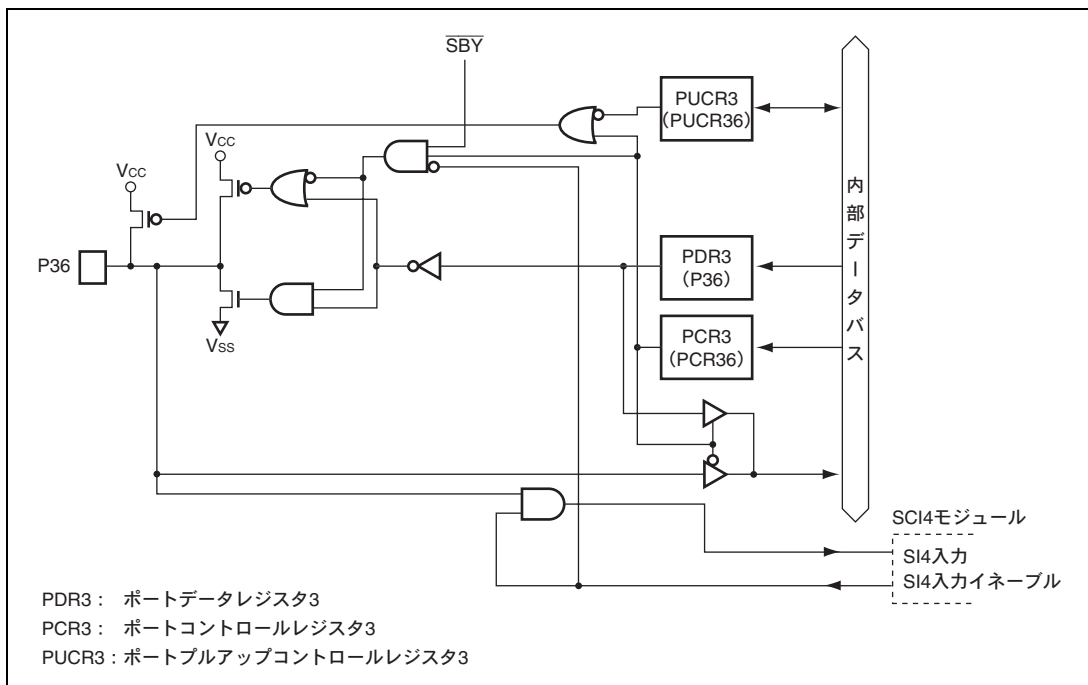 SBY
PUCR3
(PUCR36)
VCC
VCC
P36
PDR3
(P36)
内部データバス
PCR3
(PCR36)
VSS
SCI4モジュール
SI4入力
SI4入力イネーブル
PDR3： ポートデータレジスタ3
PCR3： ポートコントロールレジスタ3
PUCR3：ポートプルアップコントロールレジスタ3